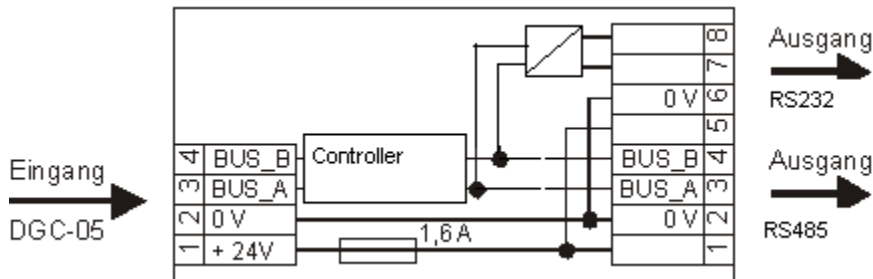 Eingang
DGC-05
4 BUS_B
3 BUS_A
2 0 V
1 + 24V
Controller
1,6 A
8
7
0 V 6
5
BUS_B 4
BUS_A 3
0 V 2
1
Ausgang
RS232
Ausgang
RS485